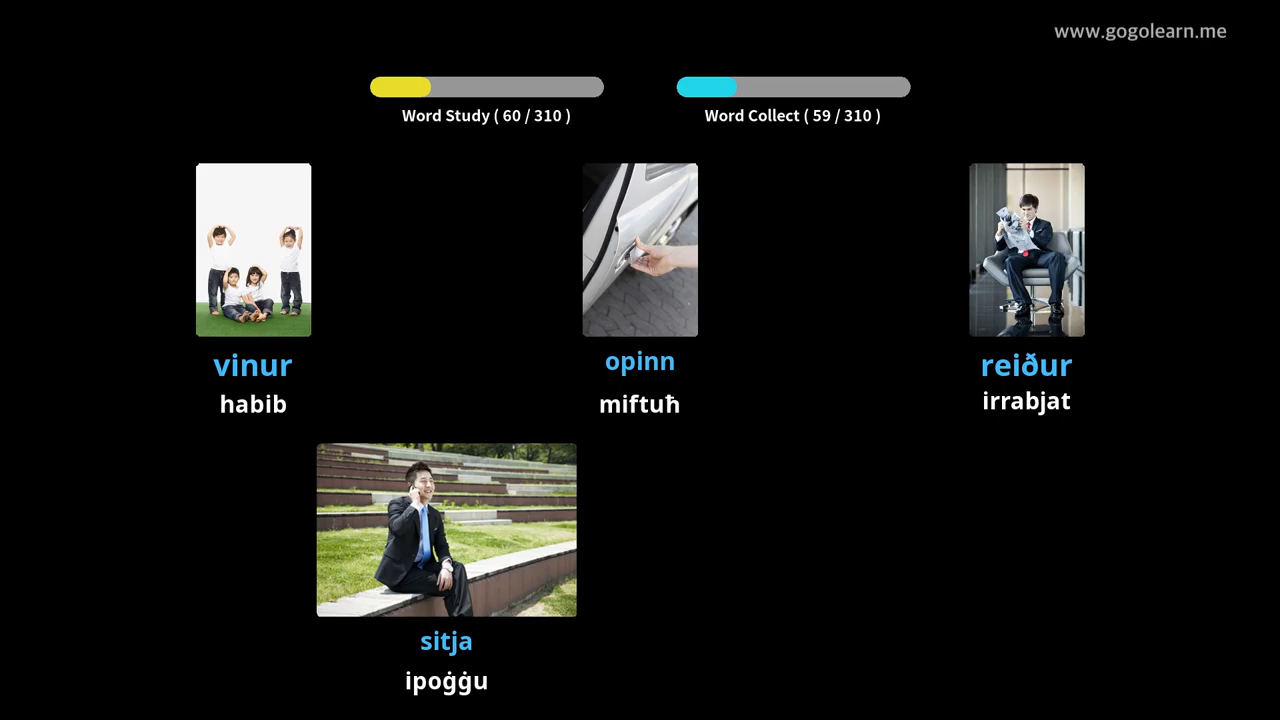 www.gogolearn.me
Word Study ( 60 / 310 )
Word Collect ( 59 / 310 )
vinur
habib
opinn
miftuħ
reiður
irrabjat
sitja
ipoġġu